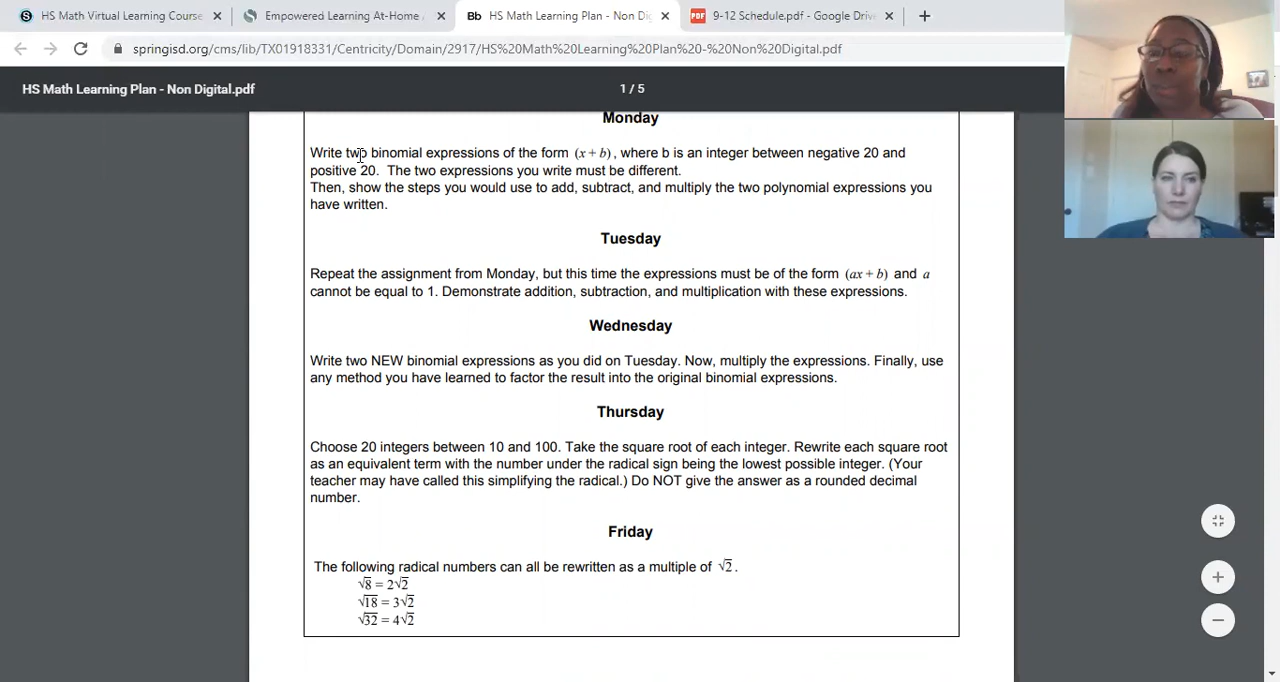 HS Math Virtual Learning Course
Empowered Learning At-Home
Bb HS Math Learning Plan - Non Di
PDF 9-12 Schedule.pdf - Google Driv
springisd.org/cms/lib/TX01918331/Centricity/Domain/2917/HS%20Math%20Learning%20Plan%20-%20Non%20Digital.pdf
HS Math Learning Plan - Non Digital.pdf
1 / 5
Monday
Write two binomial expressions of the form (x + b), where b is an integer between negative 20 and
positive 20. The two expressions you write must be different.
Then, show the steps you would use to add, subtract, and multiply the two polynomial expressions you
have written.
Tuesday
Repeat the assignment from Monday, but this time the expressions must be of the form (ax + b) and a
cannot be equal to 1. Demonstrate addition, subtraction, and multiplication with these expressions.
Wednesday
Write two NEW binomial expressions as you did on Tuesday. Now, multiply the expressions. Finally, use
any method you have learned to factor the result into the original binomial expressions.
Thursday
Choose 20 integers between 10 and 100. Take the square root of each integer. Rewrite each square root
as an equivalent term with the number under the radical sign being the lowest possible integer. (Your
teacher may have called this simplifying the radical.) Do NOT give the answer as a rounded decimal
number.
Friday
The following radical numbers can all be rewritten as a multiple of √2.
√8 = 2√2
√18 = 3√2
√32 = 4√2